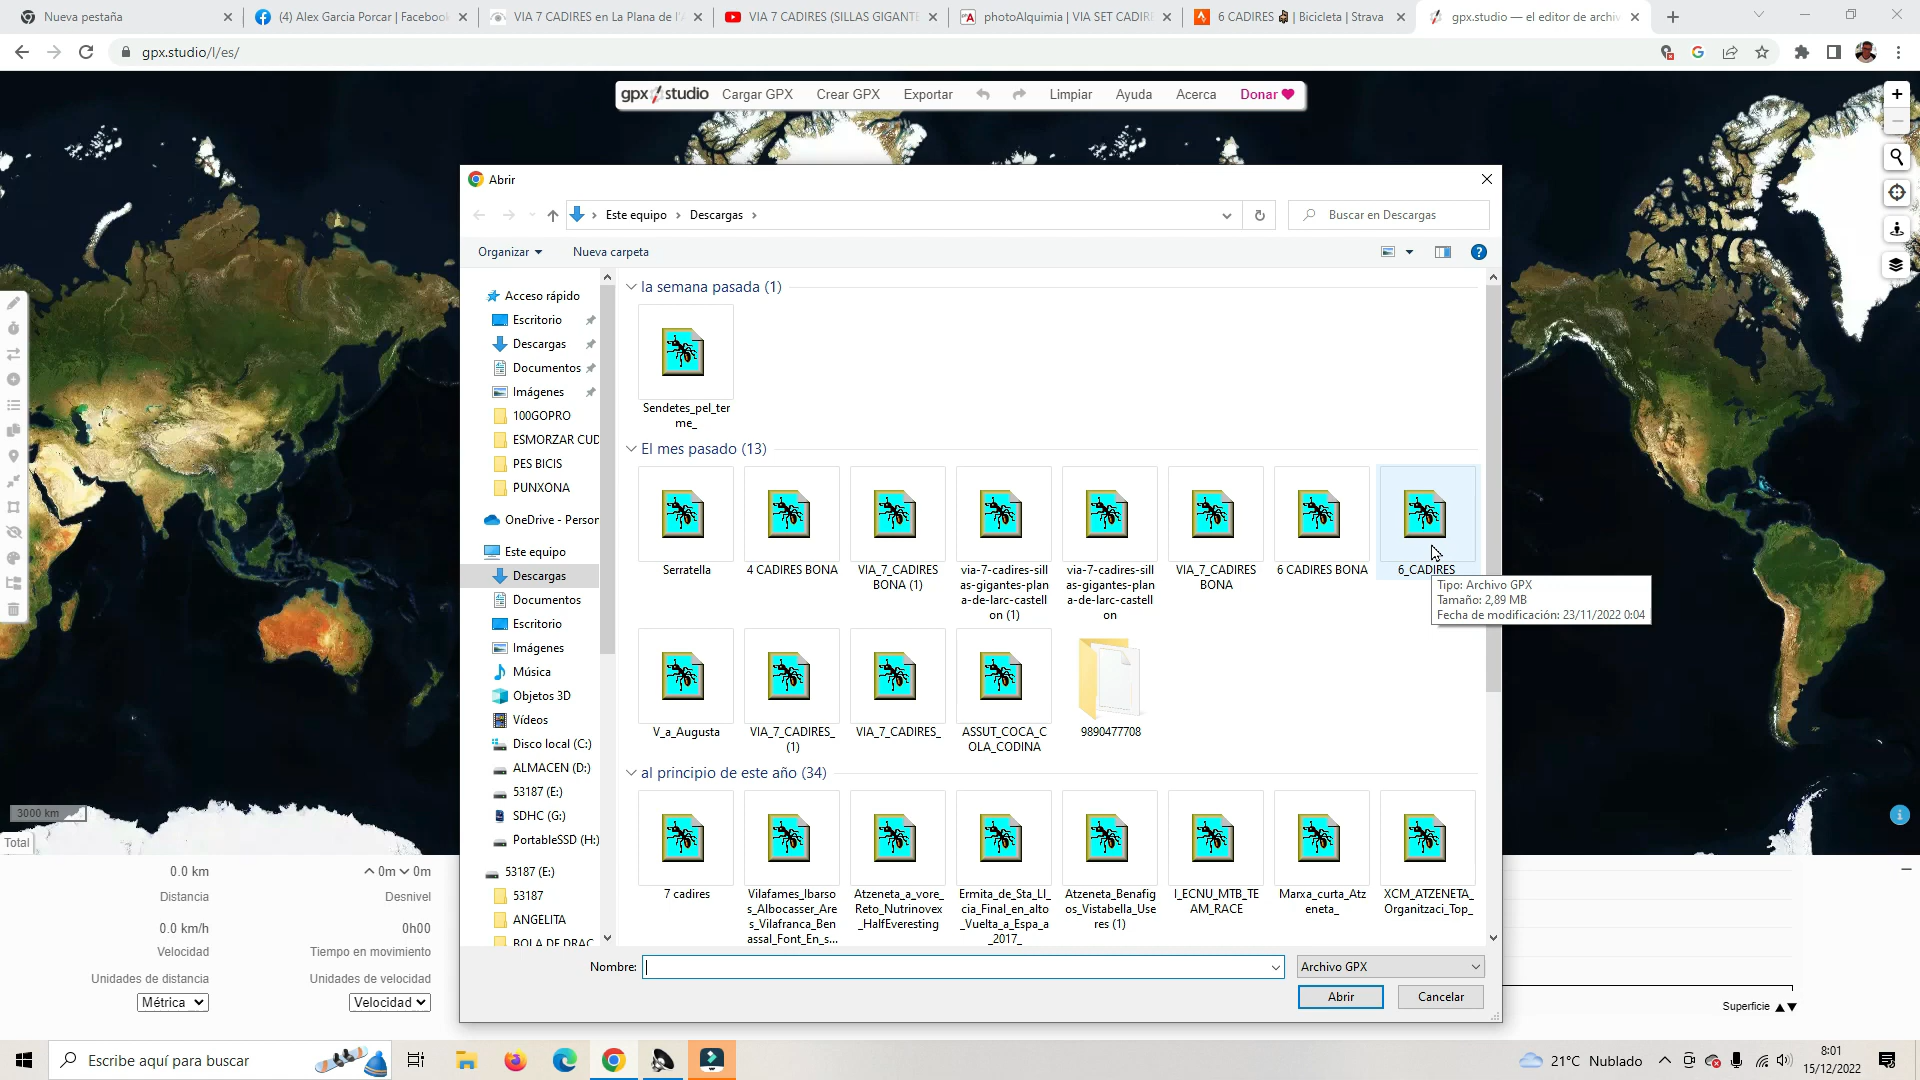 Nueva pestaña
(4) Alex Garcia Porcar | Facebook
VIA 7 CADIRES en La Plana de l'A
VIA 7 CADIRES (SILLAS GIGANTE
photoAlquimia | VIA SET CADIRE
6 CADIRES | Bicicleta | Strava
gpx.studio — el editor de archiv
gpx.studio/l/es/
gpx studio
Cargar GPX
Crear GPX
Exportar
Limpiar
Ayuda
Acerca
Donar
Abrir
Este equipo
Descargas
Buscar en Descargas
Organizar
Nueva carpeta
Acceso rápido
Escritorio
Descargas
Documentos
Imágenes
100GOPRO
ESMORZAR CUD
PES BICIS
PUNXONA
OneDrive - Person
Este equipo
Descargas
Documentos
Escritorio
Imágenes
Música
Objetos 3D
Vídeos
Disco local (C:)
ALMACEN (D:)
53187 (E:)
SDHC (G:)
PortableSSD (H:)
53187 (E:)
53187
ANGELITA
BOLA DE DRAC
la semana pasada (1)
Sendetes_pel_ter
me_
El mes pasado (13)
Serratella
4 CADIRES BONA
VIA_7_CADIRES
BONA (1)
via-7-cadires-sill
as-gigantes-plan
a-de-larc-castell
on (1)
via-7-cadires-sill
as-gigantes-plan
a-de-larc-castell
on
VIA_7_CADIRES
BONA
6 CADIRES BONA
6_CADIRES
Tipo: Archivo GPX
Tamaño: 2,89 MB
Fecha de modificación: 23/11/2022 0:04
V_a_Augusta
VIA_7_CADIRES_
(1)
VIA_7_CADIRES_
ASSUT_COCA_C
OLA_CODINA
9890477708
al principio de este año (34)
7 cadires
Vilafames_Ibarso
s_Albocasser_Are
s_Vilafranca_Ben
assal_Font_En_s...
Atzeneta_a_vore_
Reto_Nutrinovex
_HalfEveresting
Ermita_de_Sta_Ll_
cia_Final_en_alto
_Vuelta_a_Espa_a
_2017_
Atzeneta_Benafig
os_Vistabella_Use
res (1)
I_ECNU_MTB_TE
AM_RACE
Marxa_curta_Atz
eneta_
XCM_ATZENETA_
Organitzaci_Top_
Nombre:
Archivo GPX
Abrir
Cancelar
3000 km
Total
0.0 km
0m 0m
Distancia
Desnivel
0.0 km/h
0h00
Velocidad
Tiempo en movimiento
Unidades de distancia
Unidades de velocidad
Métrica
Velocidad
Superficie
Escribe aquí para buscar
21°C Nublado
8:01
15/12/2022